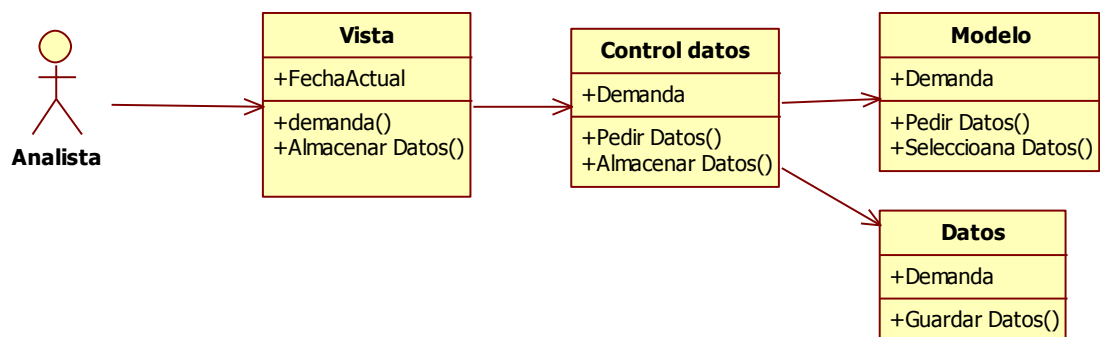 Analista
Vista
+FechaActual
+demanda()
+Almacenar Datos()
Control datos
+Demanda
+Pedir Datos()
+Almacenar Datos()
Modelo
+Demanda
+Pedir Datos()
+Seleccioana Datos()
Datos
+Demanda
+Guardar Datos()